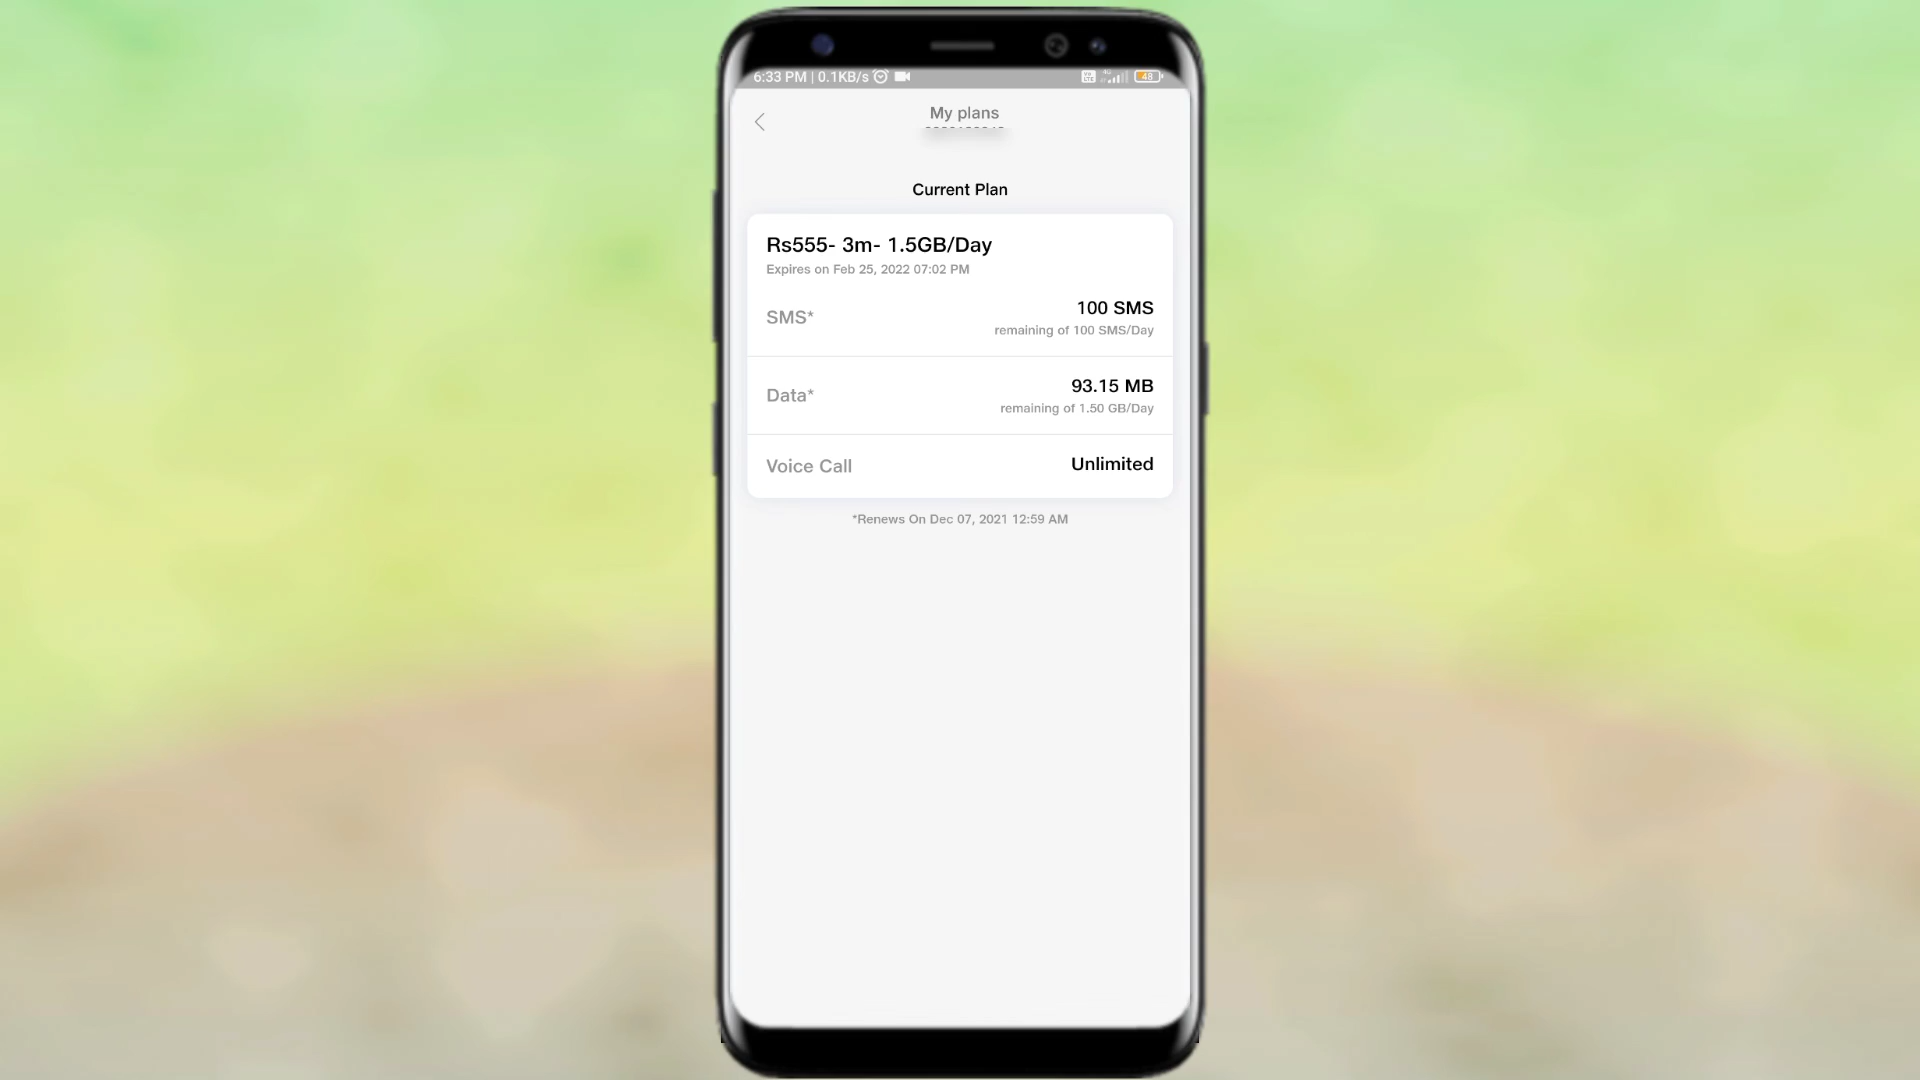 6:33 PM | 0.1KB/s
48
My plans
Current Plan
Rs555- 3m- 1.5GB/Day
Expires on Feb 25, 2022 07:02 PM
SMS*
100 SMS
remaining of 100 SMS/Day
Data*
93.15 MB
remaining of 1.50 GB/Day
Voice Call
Unlimited
*Renews On Dec 07, 2021 12:59 AM